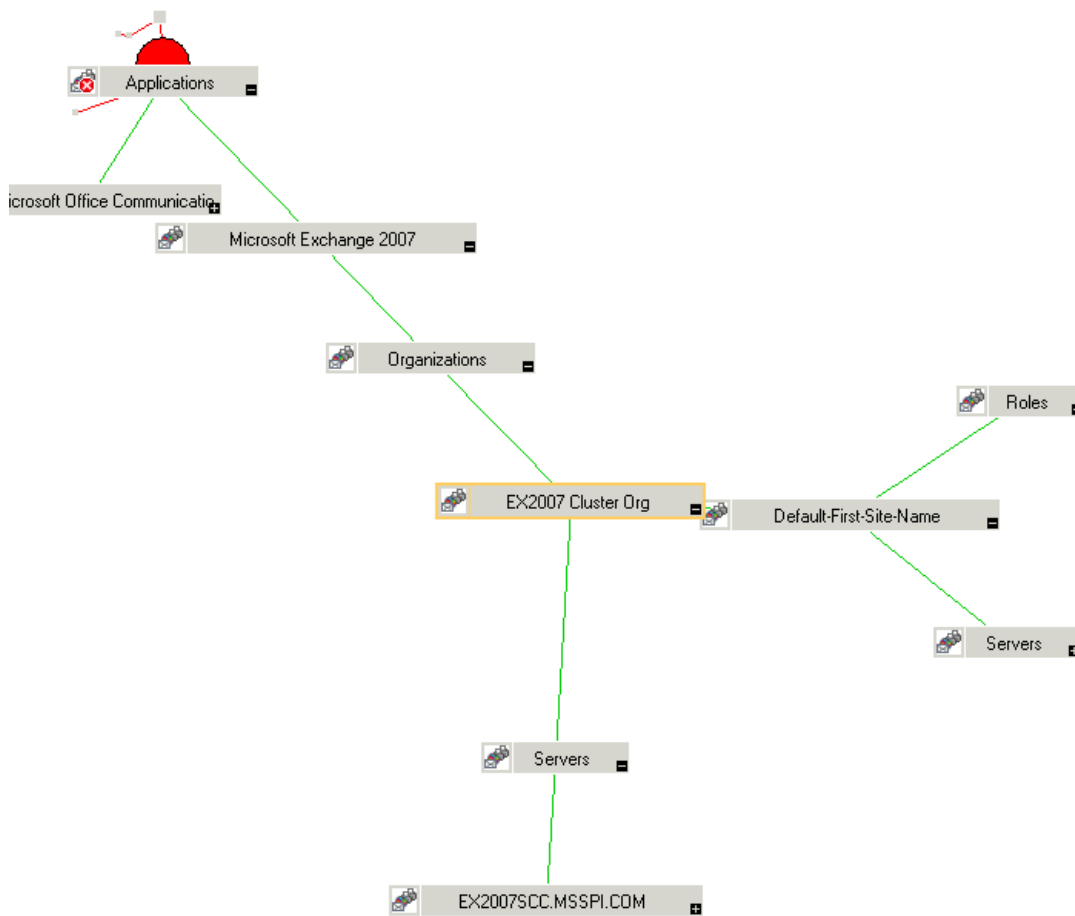 Applications
icrosoft Office Communicatio
Microsoft Exchange 2007
Organizations
Roles
EX2007 Cluster Org
Default-First-Site-Name
Servers
Servers
EX2007SCC.MSSPI.COM